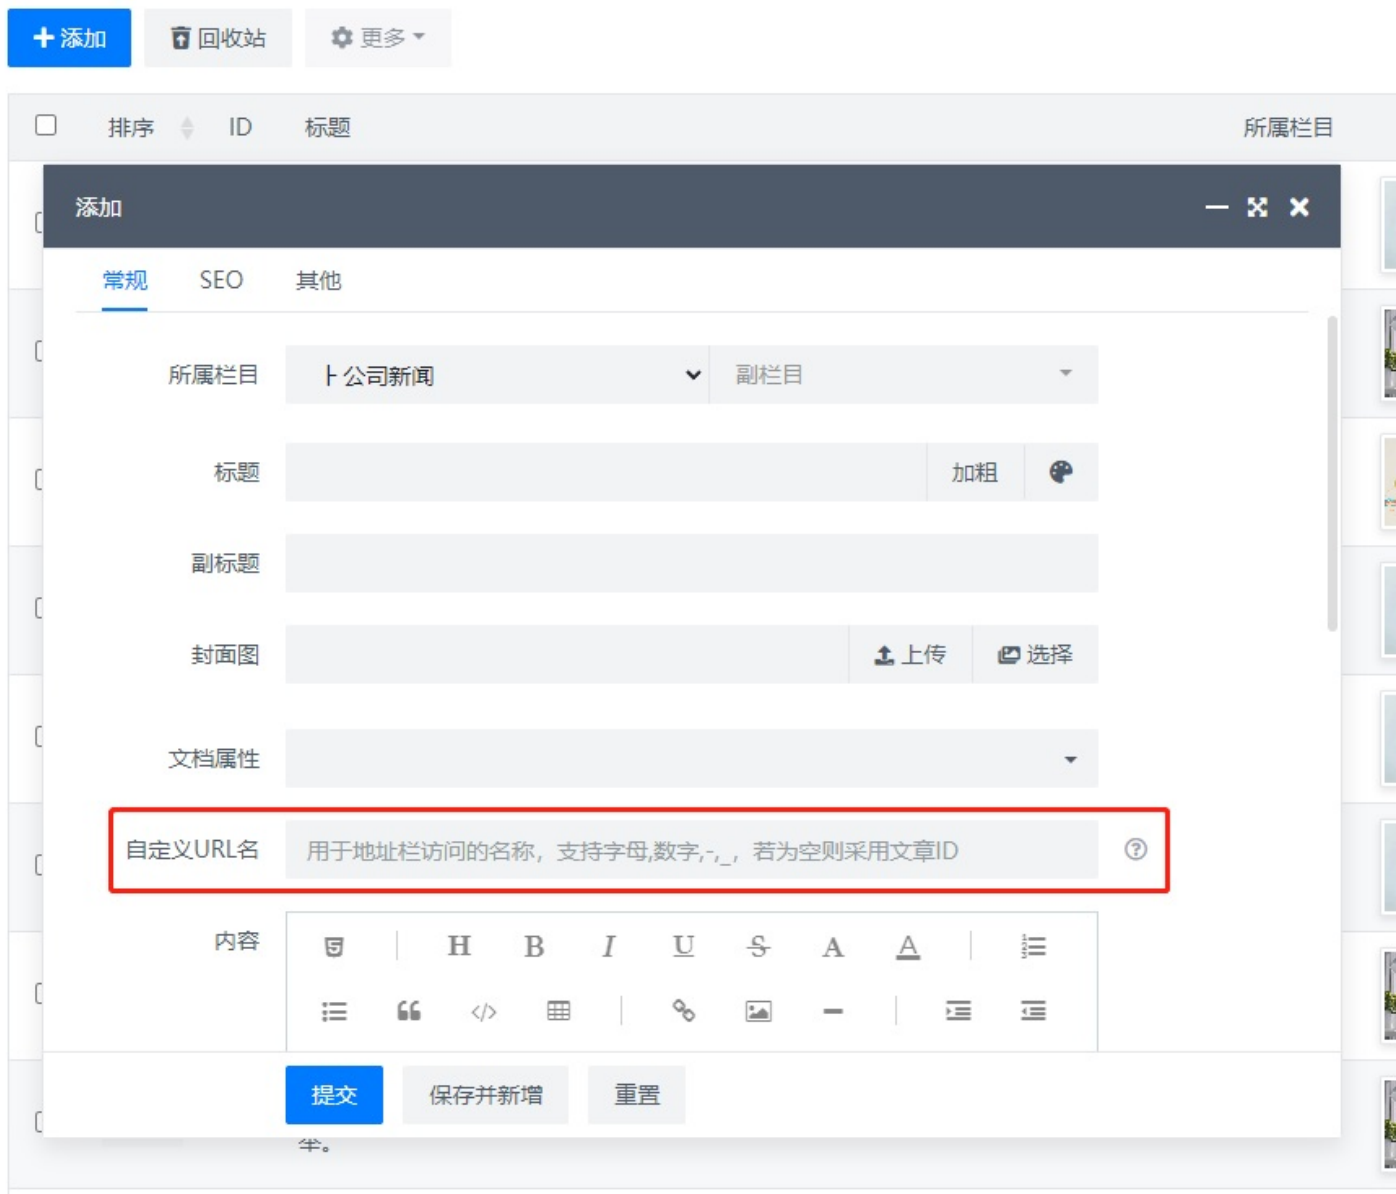 添加 回收站 更多
排序 ID 标题 所属栏目
添加
常规 SEO 其他
所属栏目 ├公司新闻 副栏目
标题 加粗
副标题
封面图 上传 选择
文档属性
自定义URL名 用于地址栏访问的名称，支持字母,数字,-,_，若为空则采用文章ID
内容 H B I U S A A
提交 保存并新增 重置